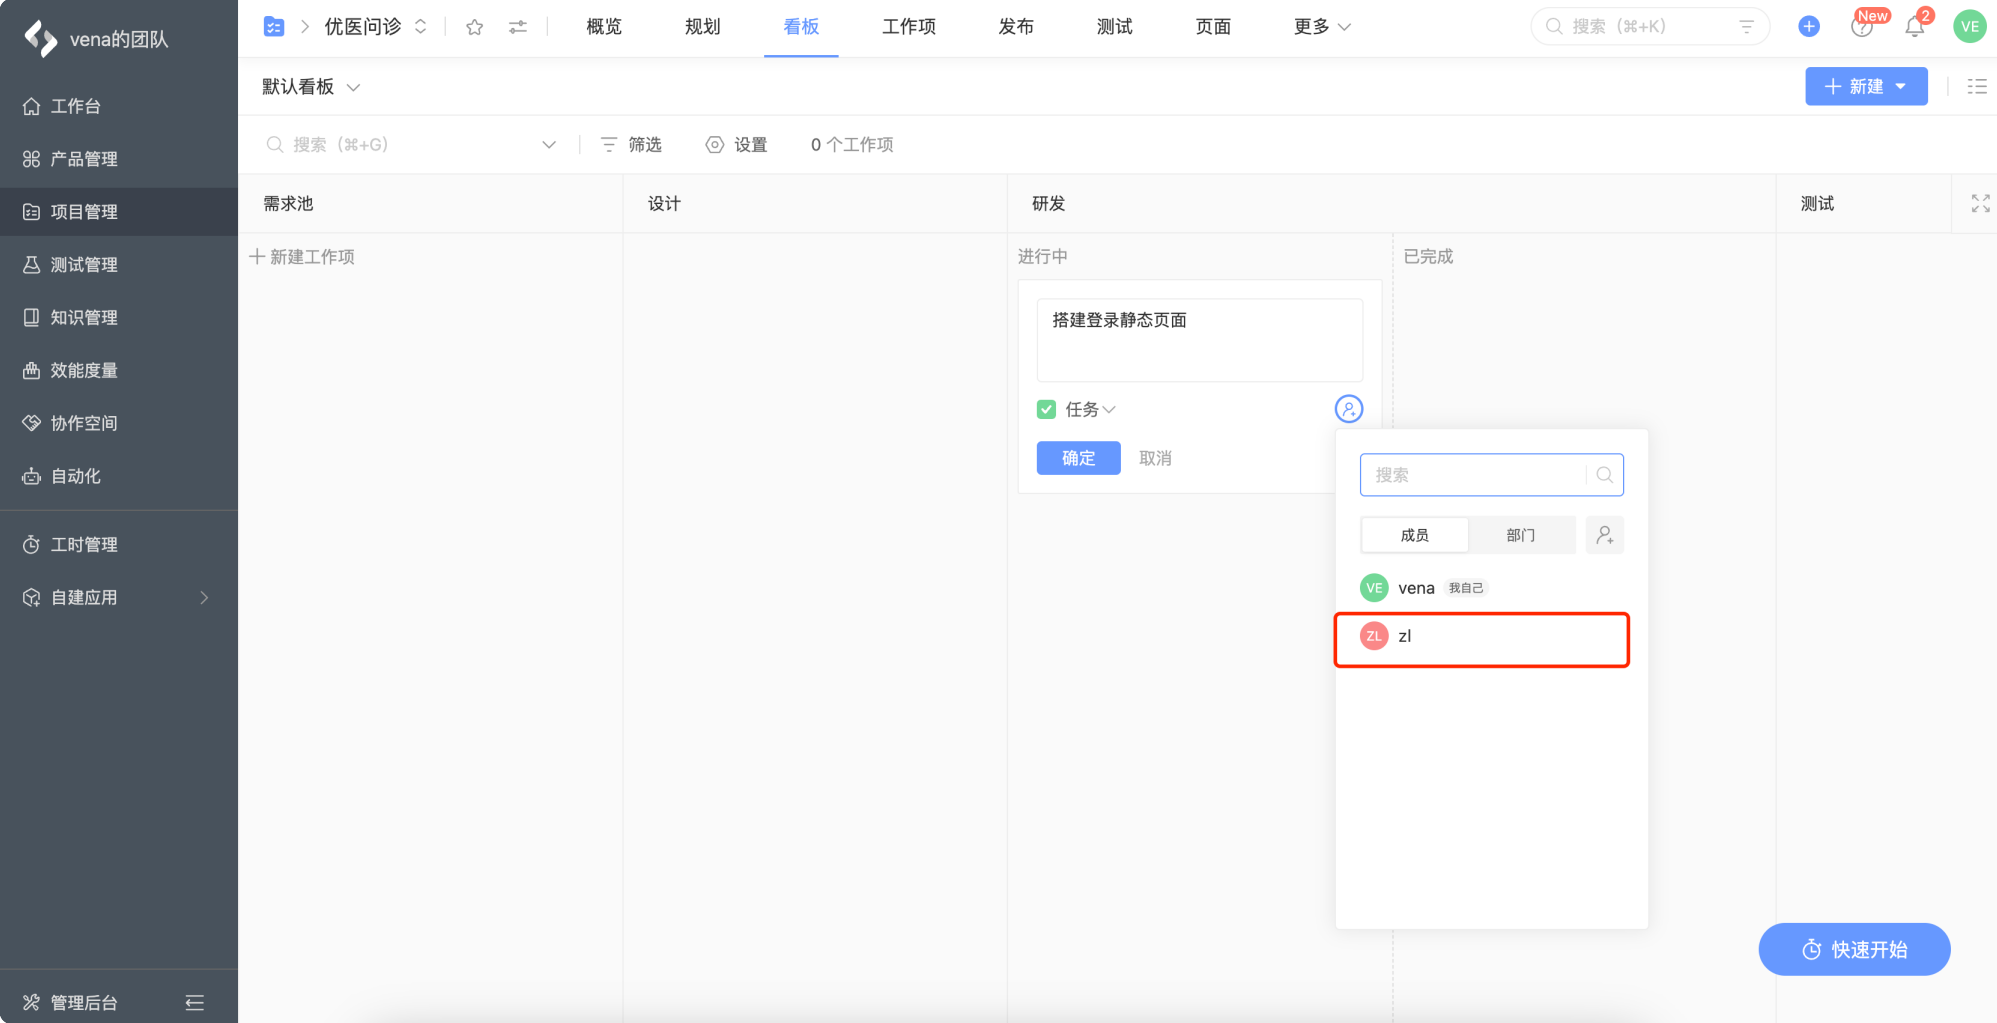 vena的团队
工作台
产品管理
项目管理
测试管理
知识管理
效能度量
协作空间
自动化
工时管理
自建应用
管理后台
优医问诊
概览
规划
看板
工作项
发布
测试
页面
更多
搜索（⌘+K）
New
2
VE
默认看板
新建
搜索（⌘+G）
筛选
设置
0 个工作项
需求池
设计
研发
测试
新建工作项
进行中
已完成
搭建登录静态页面
任务
确定
取消
搜索
成员
部门
VE vena 我自己
ZL zl
快速开始